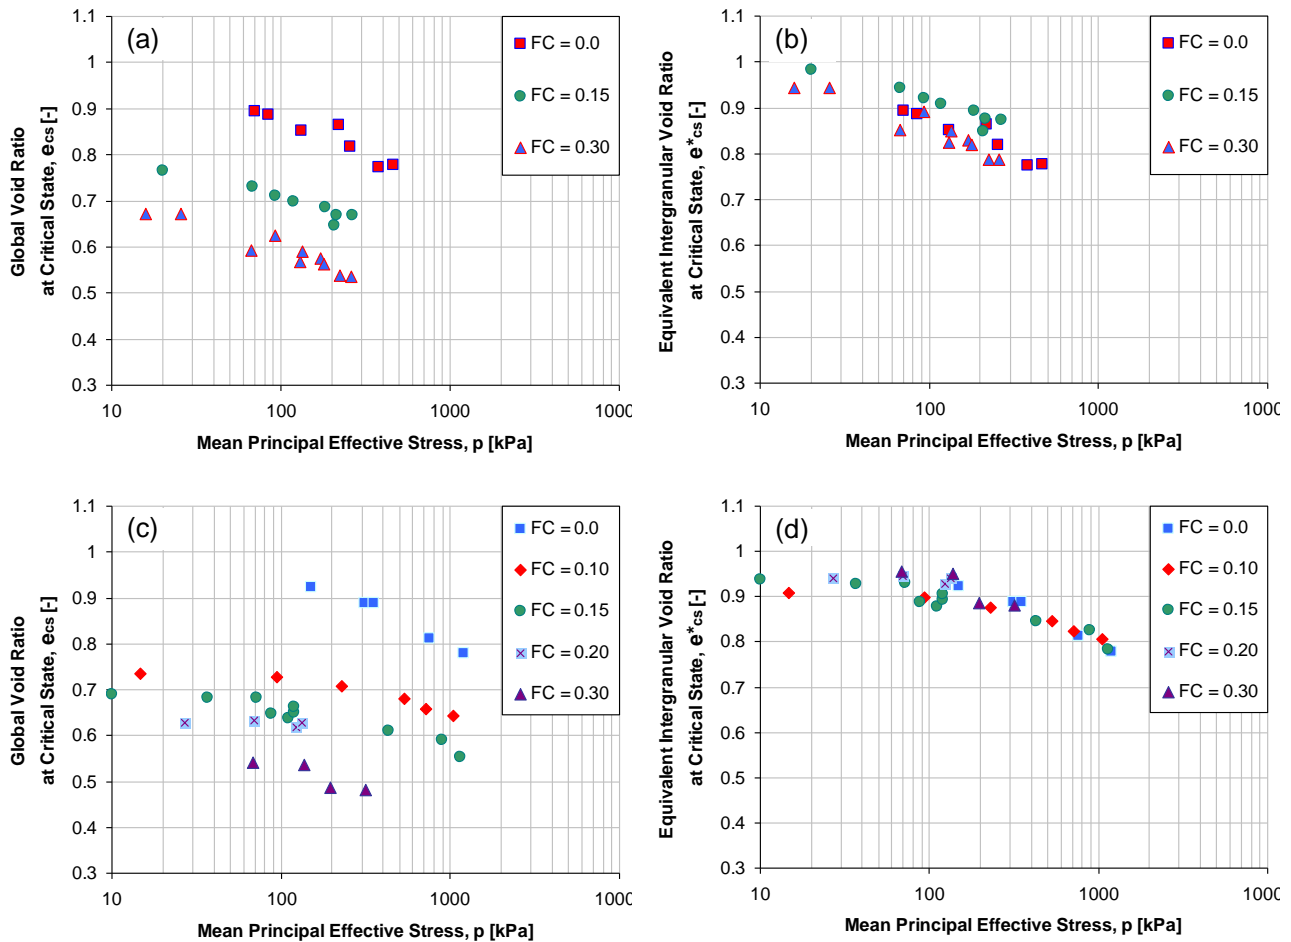 (a)
1.1
1
0.9
0.8
0.7
0.6
0.5
0.4
0.3
10
100
1000
1000
FC = 0.0
FC = 0.15
FC = 0.30
Global Void Ratio
at Critical State, ecs [-]
Mean Principal Effective Stress, p [kPa]
(b)
1.1
1
0.9
0.8
0.7
0.6
0.5
0.4
0.3
10
100
1000
1000
FC = 0.0
FC = 0.15
FC = 0.30
Equivalent Intergranular Void Ratio
at Critical State, e*cs [-]
Mean Principal Effective Stress, p [kPa]
(c)
1.1
1
0.9
0.8
0.7
0.6
0.5
0.4
0.3
10
100
1000
1000
FC = 0.0
FC = 0.10
FC = 0.15
FC = 0.20
FC = 0.30
Global Void Ratio
at Critical State, ecs [-]
Mean Principal Effective Stress, p [kPa]
(d)
1.1
1
0.9
0.8
0.7
0.6
0.5
0.4
0.3
10
100
1000
1000
FC = 0.0
FC = 0.10
FC = 0.15
FC = 0.20
FC = 0.30
Equivalent Intergranular Void Ratio
at Critical State, e*cs [-]
Mean Principal Effective Stress, p [kPa]